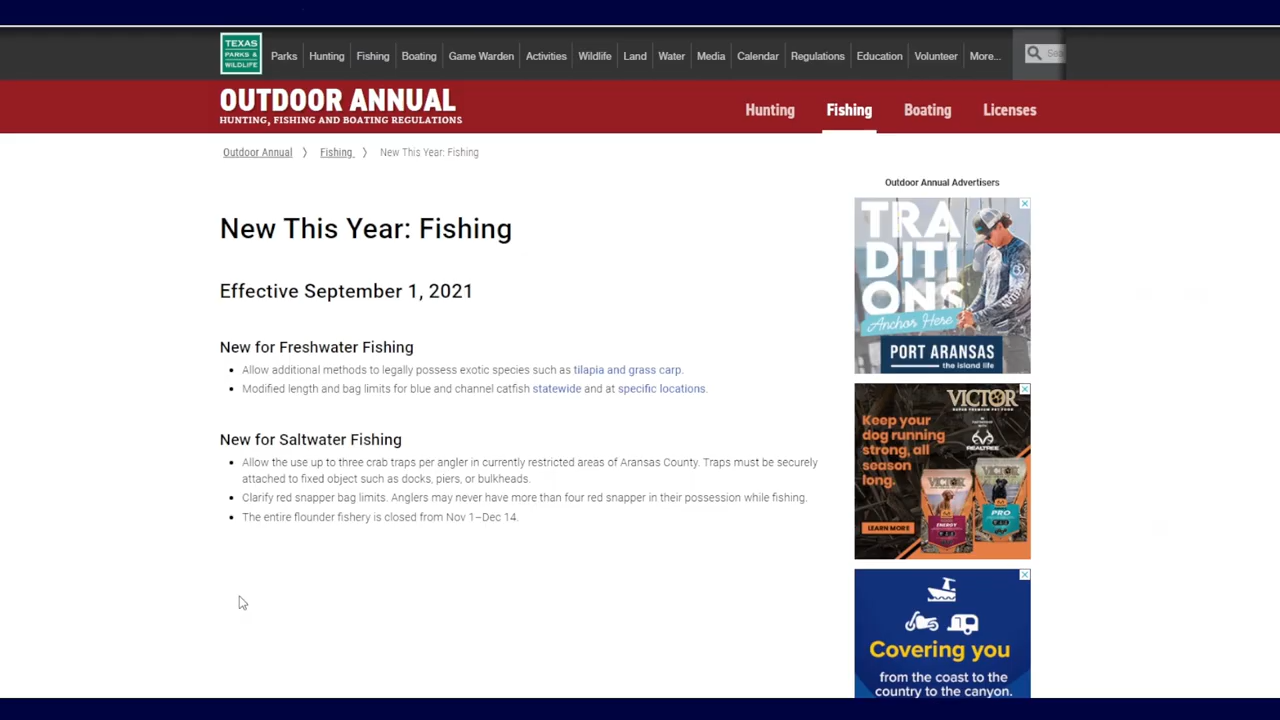 TEXAS
PARKS &
WILDLIFE
Parks Hunting Fishing Boating Game Warden Activities Wildlife Land Water Media Calendar Regulations Education Volunteer More...
OUTDOOR ANNUAL
HUNTING, FISHING AND BOATING REGULATIONS
Hunting Fishing Boating Licenses
Outdoor Annual 〉 Fishing 〉 New This Year: Fishing
Outdoor Annual Advertisers
New This Year: Fishing
Effective September 1, 2021
New for Freshwater Fishing
• Allow additional methods to legally possess exotic species such as tilapia and grass carp.
• Modified length and bag limits for blue and channel catfish statewide and at specific locations.
New for Saltwater Fishing
• Allow the use up to three crab traps per angler in currently restricted areas of Aransas County. Traps must be securely
attached to fixed object such as docks, piers, or bulkheads.
• Clarify red snapper bag limits. Anglers may never have more than four red snapper in their possession while fishing.
• The entire flounder fishery is closed from Nov 1–Dec 14.
TRA
DITI
ONS
Anchor Here
PORT ARANSAS
the island life
VICTOR
REALTREE
Keep your
dog running
strong, all
season
long.
LEARN MORE
VICTOR
ENERGY
VICTOR
PRO
Covering you
from the coast to the
country to the canyon.